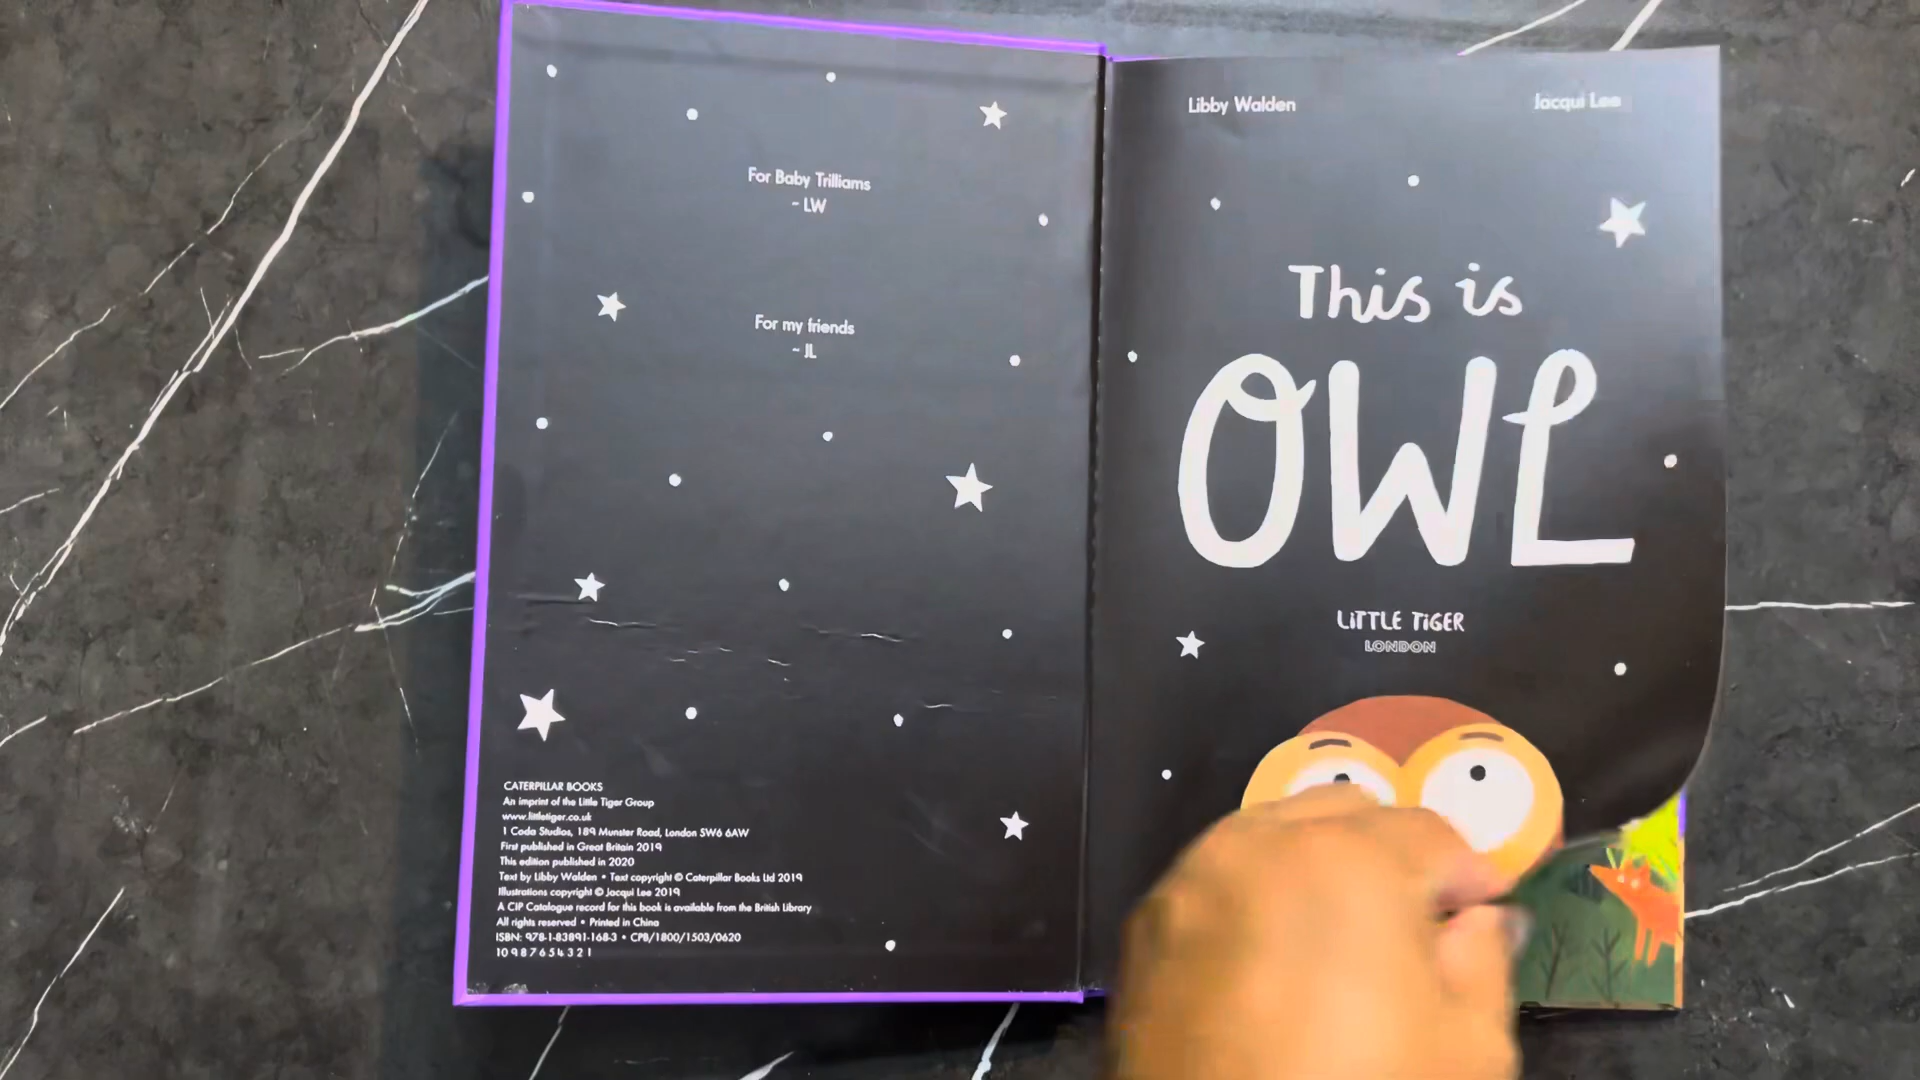 For Baby Trilliams
~ LW
For my friends
~ JL
CATERPILLAR BOOKS
An imprint of the Little Tiger Group
www.littletiger.co.uk
1 Coda Studios, 189 Munster Road, London SW6 6AW
First published in Great Britain 2019
This edition published in 2020
Text by Libby Walden • Text copyright © Caterpillar Books Ltd 2019
Illustrations copyright © Jacqui Lee 2019
A CIP Catalogue record for this book is available from the British Library
All rights reserved • Printed in China
ISBN: 978-1-83891-168-3 • CPB/1800/1503/0620
10 9 8 7 6 5 4 3 2 1
Libby Walden
Jacqui Lee
This is
OWL
LITTLE TIGER
LONDON